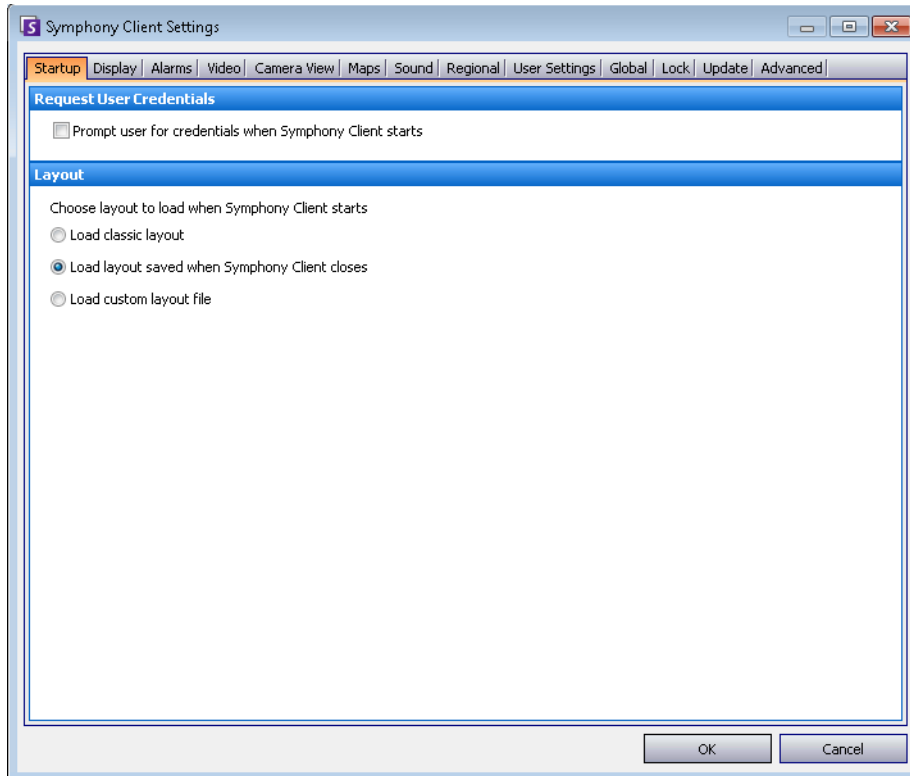 Symphony Client Settings
Startup Display Alarms Video Camera View Maps Sound Regional User Settings Global Lock Update Advanced
Request User Credentials
Prompt user for credentials when Symphony Client starts
Layout
Choose layout to load when Symphony Client starts
Load classic layout
Load layout saved when Symphony Client closes
Load custom layout file
OK Cancel